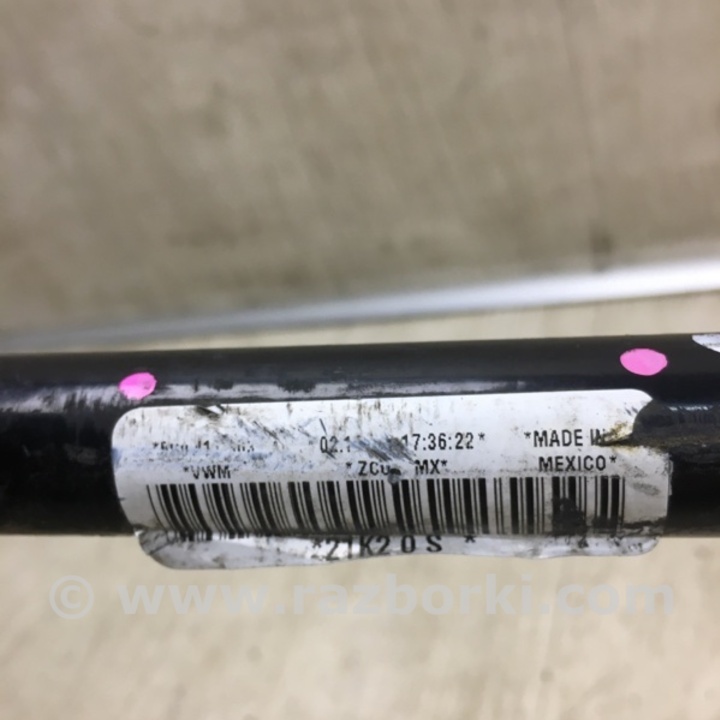 17:36:22* *MADE IN
*VWM* MX* MEXICO*
*21K2 0 S *
© www.razborki.com